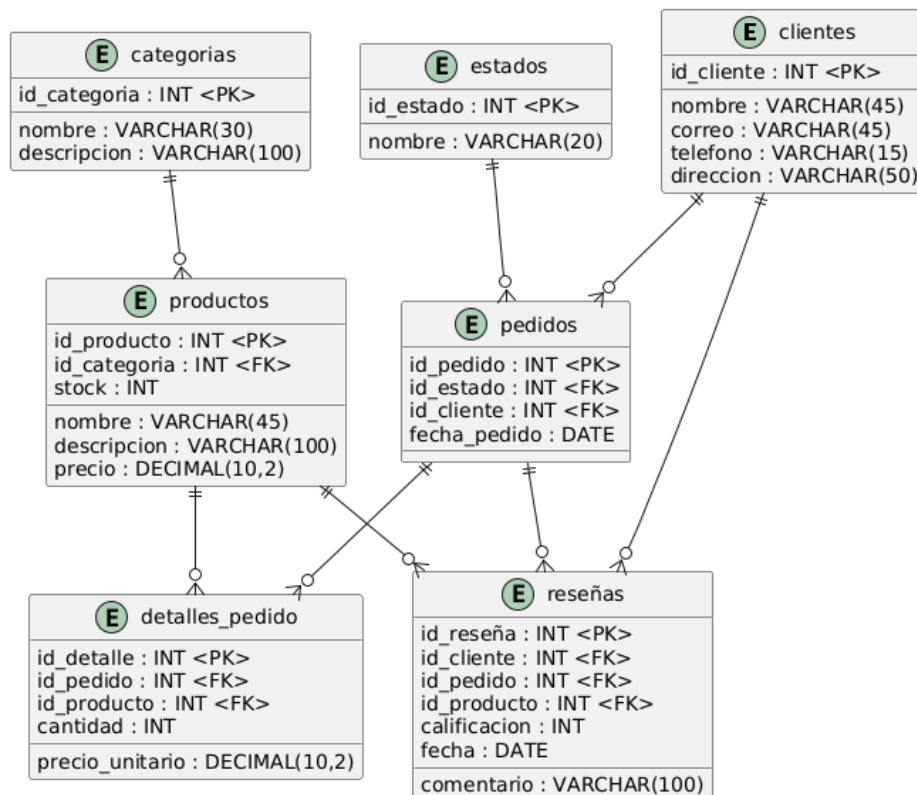 E categorias
id_categoria : INT <PK>
nombre : VARCHAR(30)
descripcion : VARCHAR(100)
E estados
id_estado : INT <PK>
nombre : VARCHAR(20)
E clientes
id_cliente : INT <PK>
nombre : VARCHAR(45)
correo : VARCHAR(45)
telefono : VARCHAR(15)
direccion : VARCHAR(50)
E productos
id_producto : INT <PK>
id_categoria : INT <FK>
stock : INT
nombre : VARCHAR(45)
descripcion : VARCHAR(100)
precio : DECIMAL(10,2)
E pedidos
id_pedido : INT <PK>
id_estado : INT <FK>
id_cliente : INT <FK>
fecha_pedido : DATE
E detalles_pedido
id_detalle : INT <PK>
id_pedido : INT <FK>
id_producto : INT <FK>
cantidad : INT
precio_unitario : DECIMAL(10,2)
E reseñas
id_reseña : INT <PK>
id_cliente : INT <FK>
id_pedido : INT <FK>
id_producto : INT <FK>
calificacion : INT
fecha : DATE
comentario : VARCHAR(100)